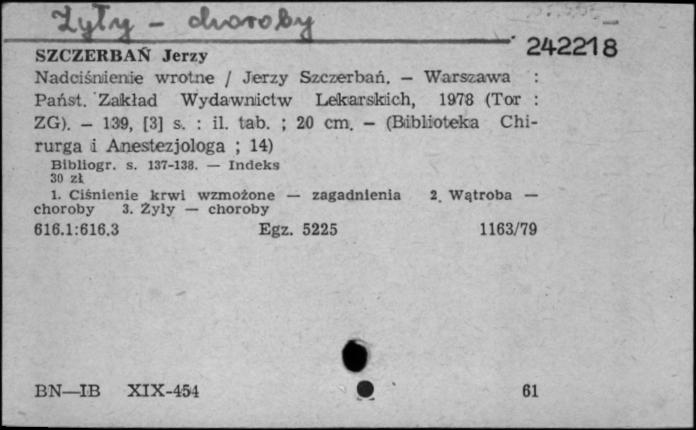 Żyły - choroby
242218
SZCZERBAŃ Jerzy
Nadciśnienie wrotne / Jerzy Szczerbań. — Warszawa :
Państ. Zakład Wydawnictw Lekarskich, 1978 (Tor :
ZG). — 139, [3] s. : il. tab. ; 20 cm. — (Biblioteka Chi-
rurga i Anestezjologa ; 14)
Bibliogr. s. 137-138. — Indeks
30 zł
1. Ciśnienie krwi wzmożone — zagadnienia 2. Wątroba —
choroby 3. Żyły — choroby
616.1:616.3 Egz. 5225 1163/79
BN—IB XIX-454 61